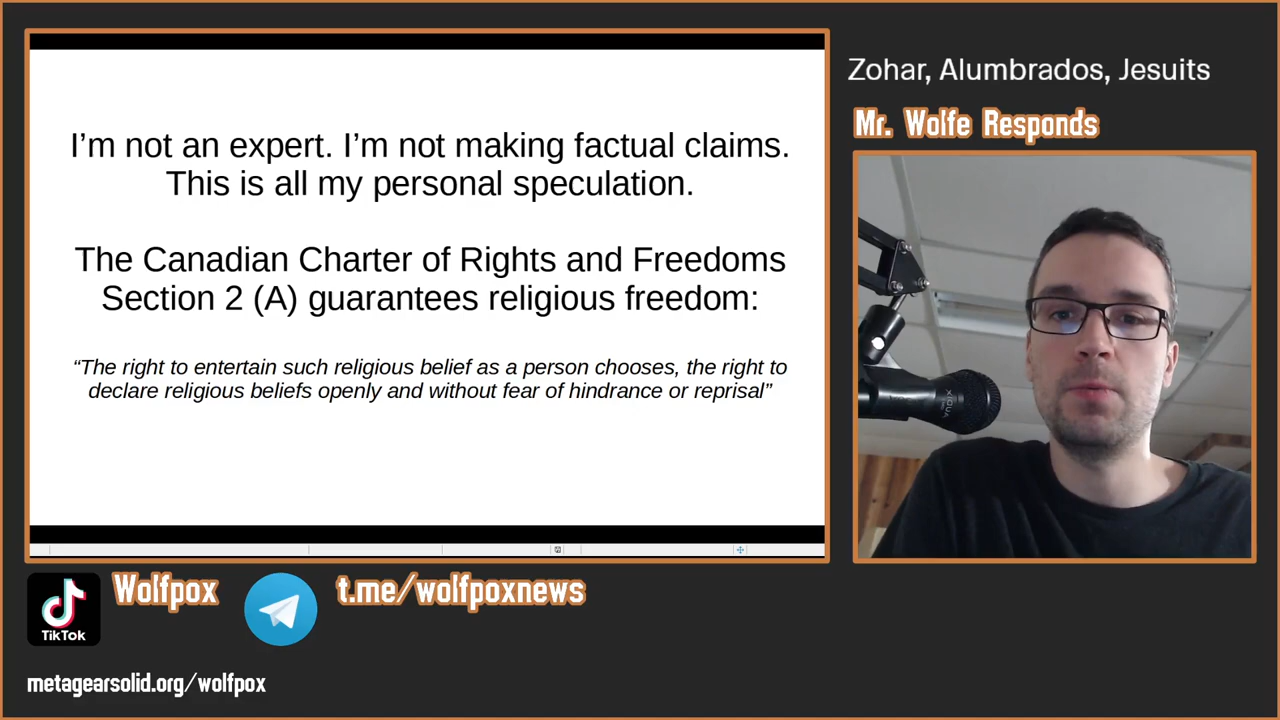 I’m not an expert. I’m not making factual claims.
This is all my personal speculation.
The Canadian Charter of Rights and Freedoms
Section 2 (A) guarantees religious freedom:
“The right to entertain such religious belief as a person chooses, the right to
declare religious beliefs openly and without fear of hindrance or reprisal”
Zohar, Alumbrados, Jesuits
Mr. Wolfe Responds
TikTok
Wolfpox
t.me/wolfpoxnews
metagearsolid.org/wolfpox